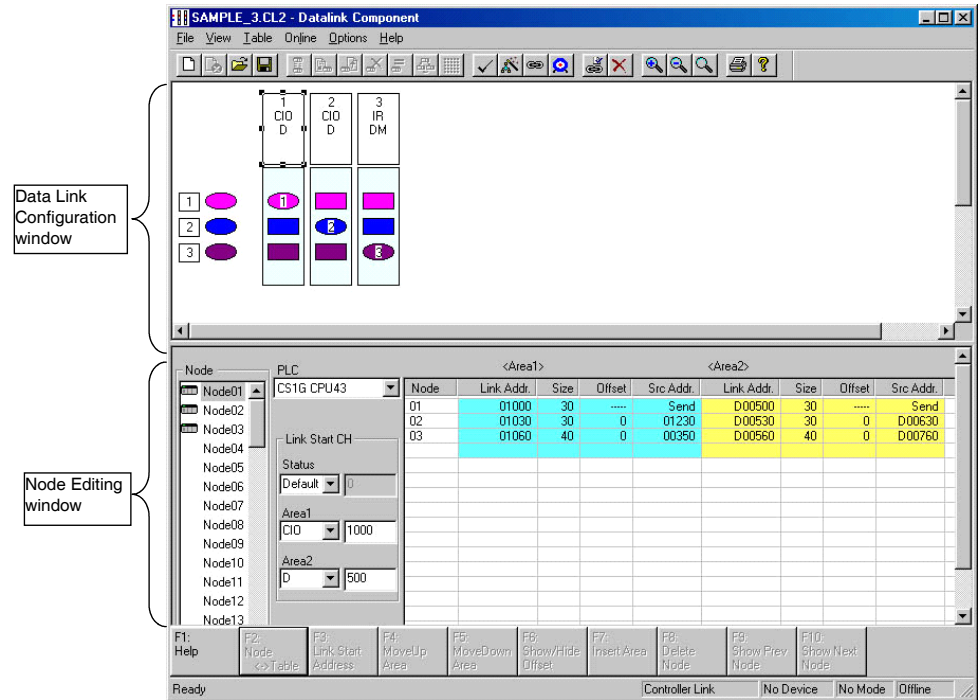 SAMPLE_3.CL2 - Datalink Component
File View Table Online Options Help
1 2 3
CIO CIO IR
D D DM
Data Link
Configuration
window
1 1
2 2
3 3
Node PLC <Area1> <Area2>
CS1G CPU43
Node Link Addr. Size Offset Src Addr. Link Addr. Size Offset Src Addr.
01 01000 30 ----- Send D00500 30 ----- Send
02 01030 30 0 01230 D00530 30 0 D00630
03 01060 40 0 00350 D00560 40 0 D00760
Node01
Node02
Node03
Node04
Node05
Node06
Node07
Node08
Node09
Node10
Node11
Node12
Node13
Link Start CH
Status
Default 0
Area1
CIO 1000
Area2
D 500
Node Editing
window
F1:
Help
F2:
Node
<->Table
F3:
Link Start
Address
F4:
MoveUp
Area
F5:
MoveDown
Area
F6:
Show/Hide
Offset
F7:
Insert Area
F8:
Delete
Node
F9:
Show Prev
Node
F10:
Show Next
Node
Ready Controller Link No Device No Mode Offline